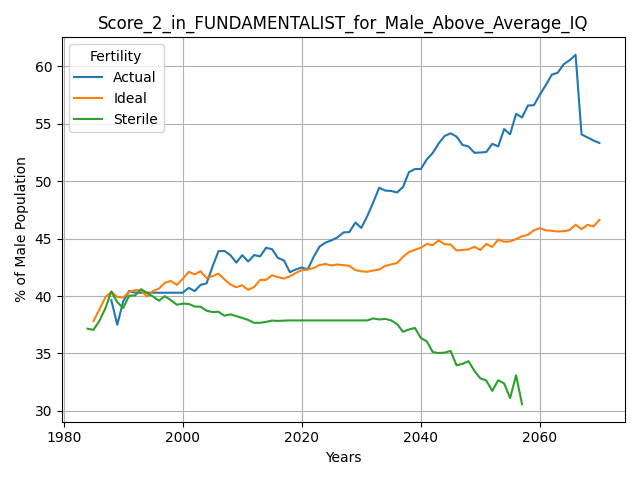 Score_2_in_FUNDAMENTALIST_for_Male_Above_Average_IQ
Fertility
Actual
Ideal
Sterile
% of Male Population
60
55
50
45
40
35
30
1980
2000
2020
2040
2060
Years